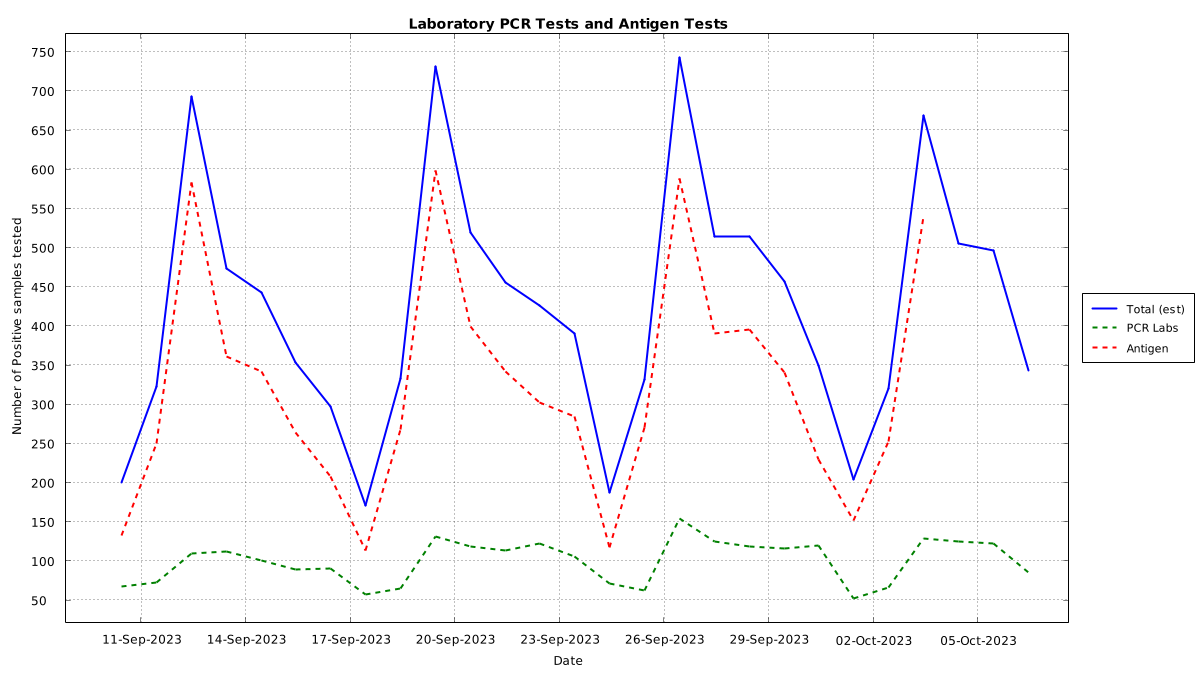 Laboratory PCR Tests and Antigen Tests
750
700
650
600
550
500
450
400
350
300
250
200
150
100
50
Number of Positive samples tested
11-Sep-2023 14-Sep-2023 17-Sep-2023 20-Sep-2023 23-Sep-2023 26-Sep-2023 29-Sep-2023 02-Oct-2023 05-Oct-2023
Date
Total (est)
PCR Labs
Antigen